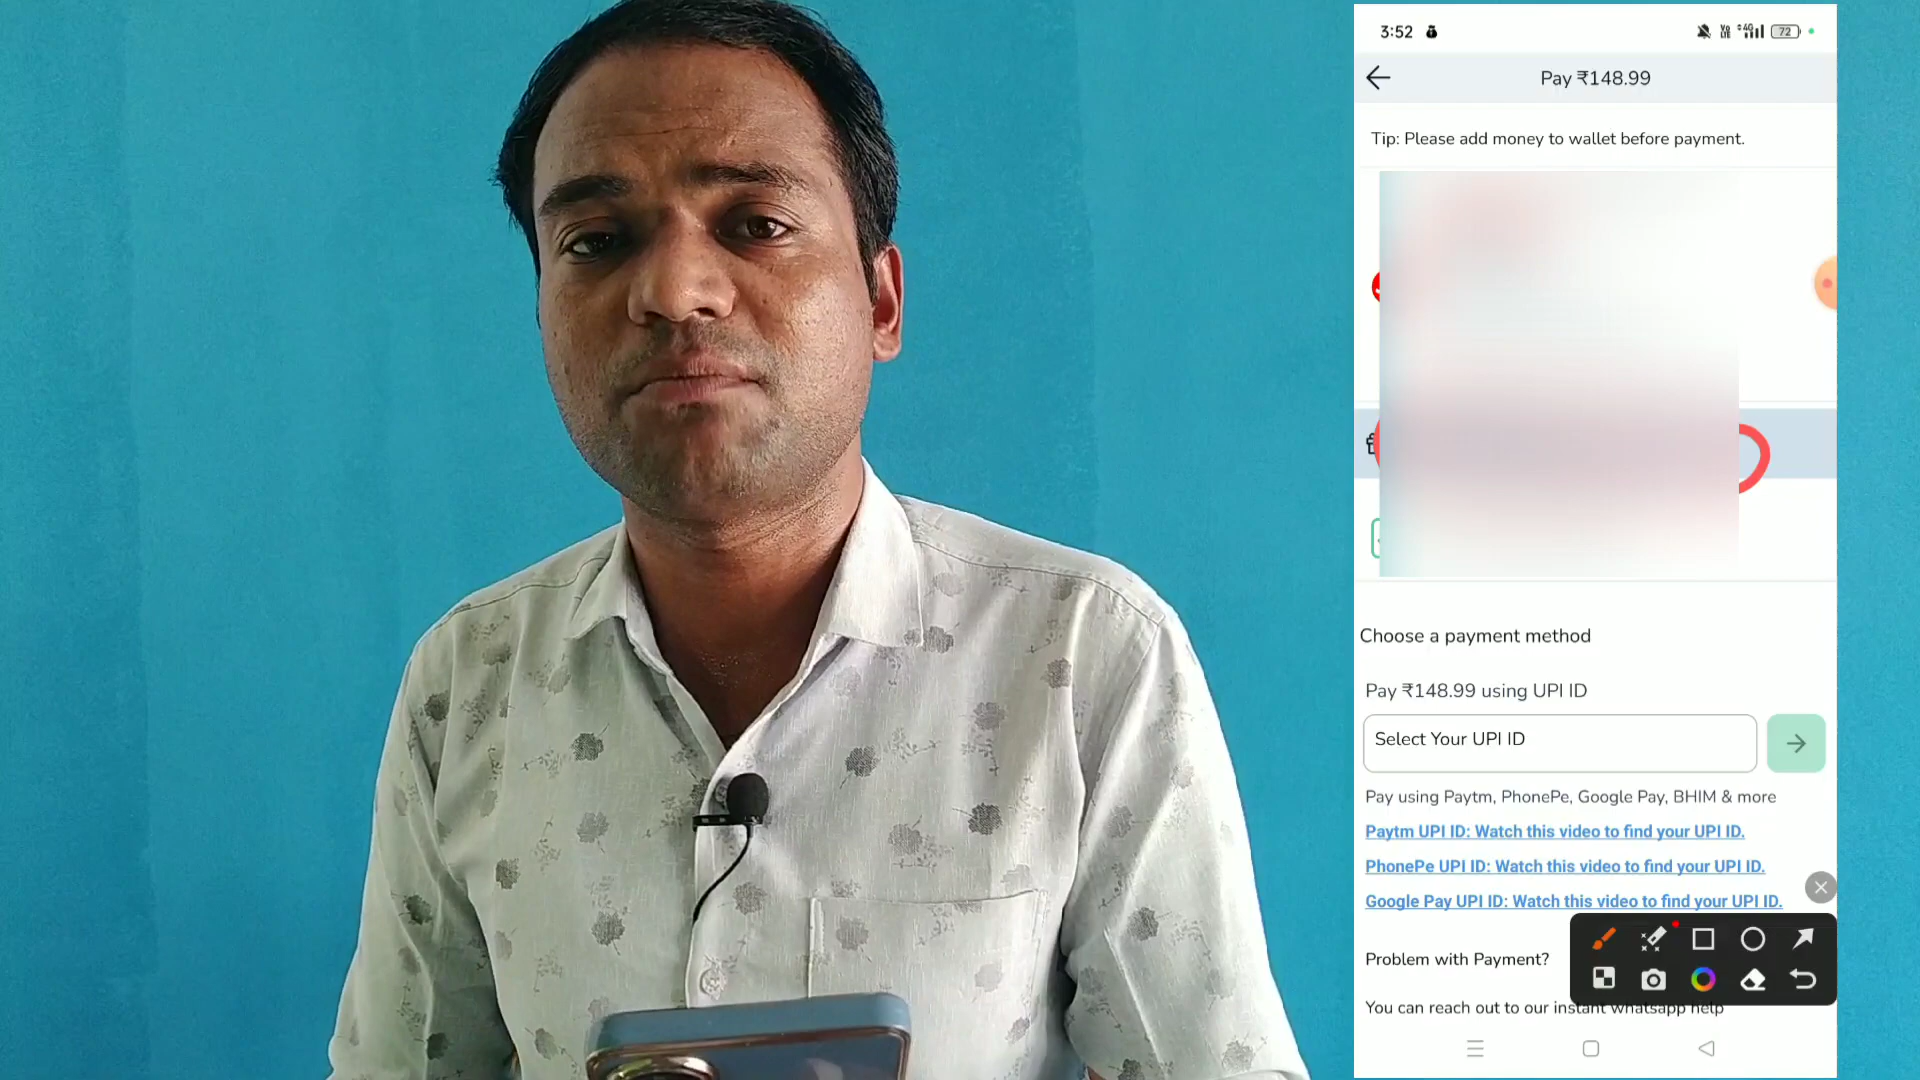 3:52
72
Pay ₹148.99
Tip: Please add money to wallet before payment.
Choose a payment method
Pay ₹148.99 using UPI ID
Select Your UPI ID
Pay using Paytm, PhonePe, Google Pay, BHIM & more
Paytm UPI ID: Watch this video to find your UPI ID.
PhonePe UPI ID: Watch this video to find your UPI ID.
Google Pay UPI ID: Watch this video to find your UPI ID.
Problem with Payment?
You can reach out to our instant whatsapp help